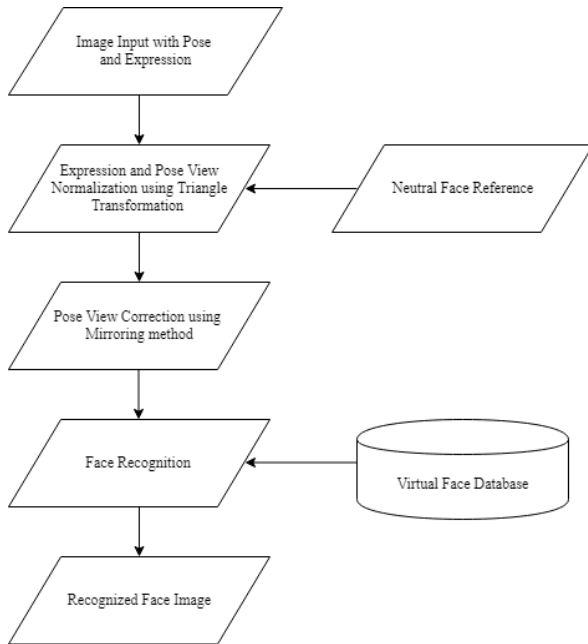 Image Input with Pose
and Expression
Expression and Pose View
Normalization using Triangle
Transformation
Neutral Face Reference
Pose View Correction using
Mirroring method
Face Recognition
Virtual Face Database
Recognized Face Image